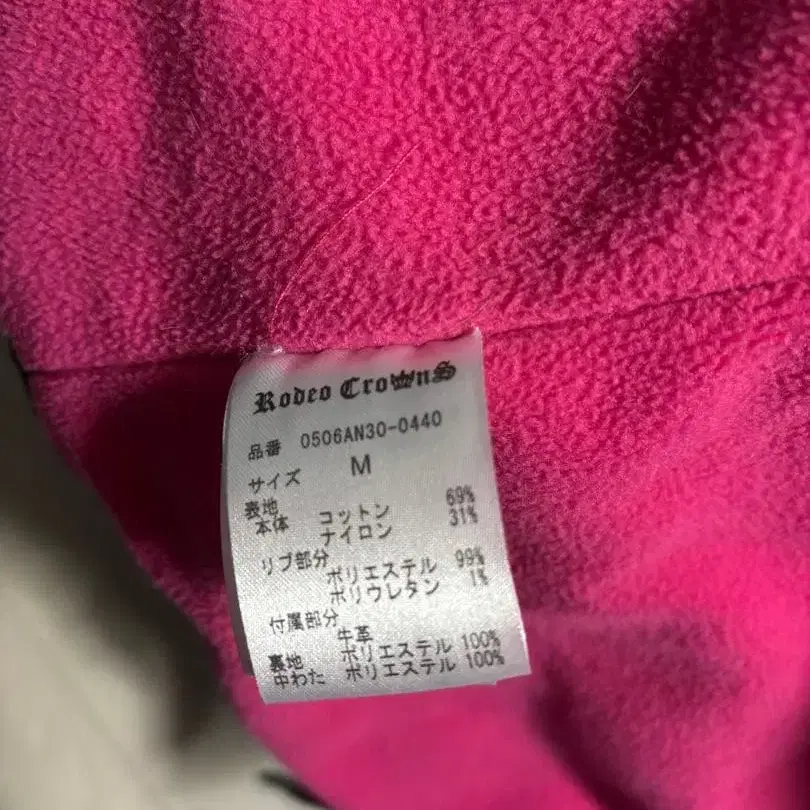 Rodeo CrownS
品番 0506AN30-0440
サイズ M
表地
本体 コットン 69%
ナイロン 31%
リブ部分
ポリエステル 99%
ポリウレタン 1%
付属部分
牛革
裏地 ポリエステル 100%
中わた ポリエステル 100%